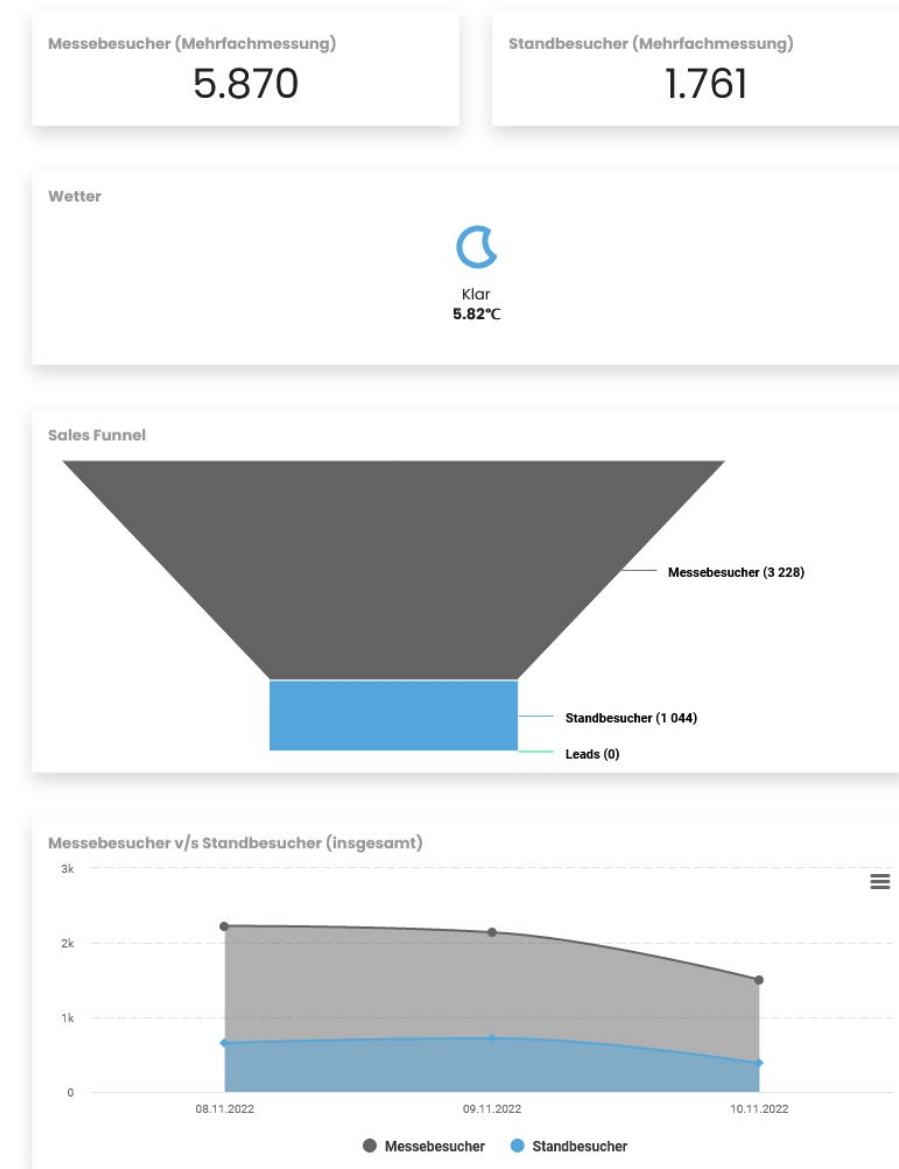 Messebesucher (Mehrfachmessung)
5.870
Standbesucher (Mehrfachmessung)
1.761
Wetter
Klar
5.82°C
Sales Funnel
Messebesucher (3 228)
Standbesucher (1 044)
Leads (0)
Messebesucher v/s Standbesucher (insgesamt)
3k
2k
1k
0
08.11.2022
09.11.2022
10.11.2022
Messebesucher
Standbesucher